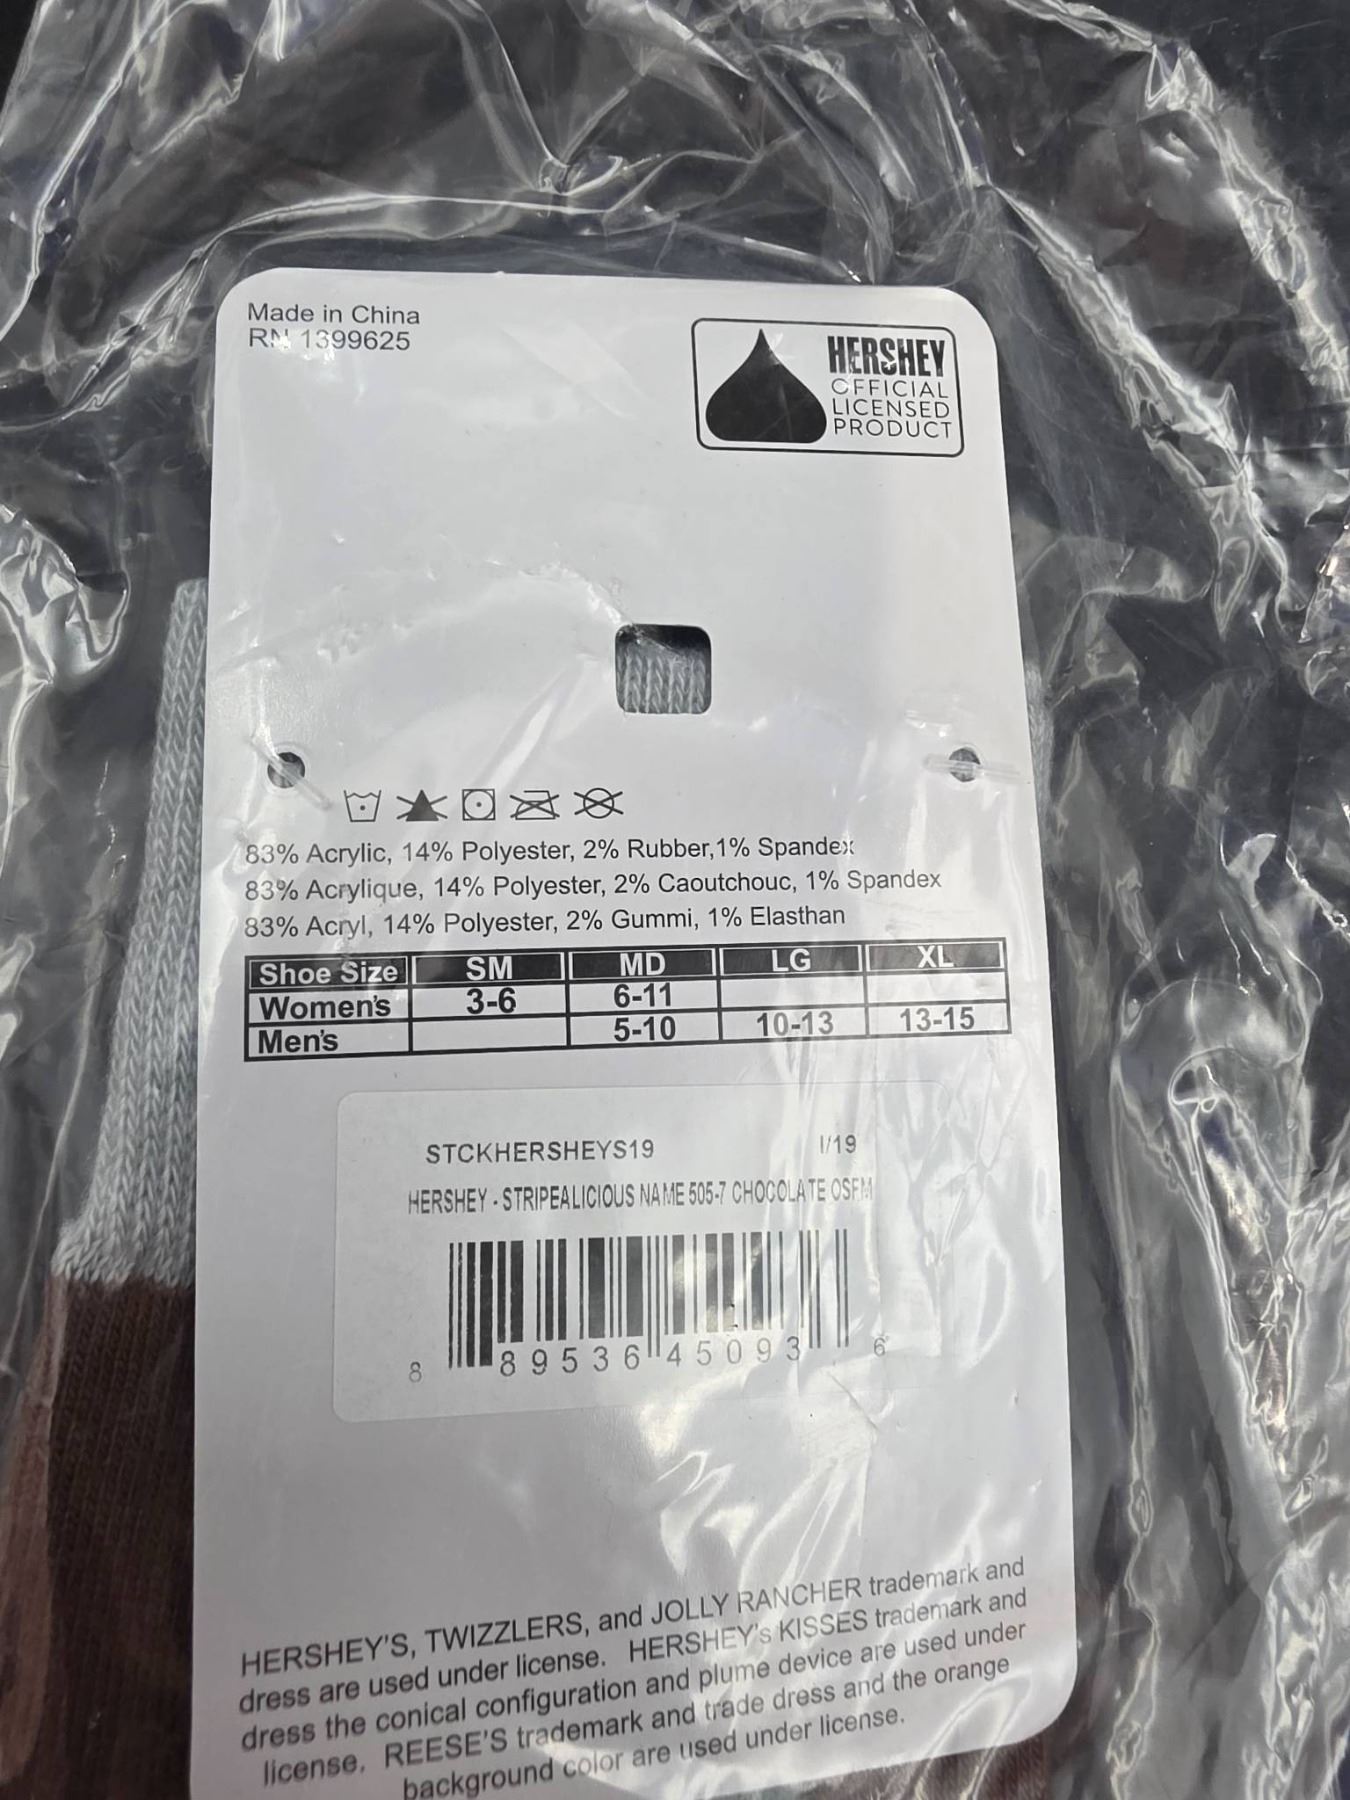 Made in China
RN 1399625
HERSHEY
OFFICIAL
LICENSED
PRODUCT
83% Acrylic, 14% Polyester, 2% Rubber,1% Spandex
83% Acrylique, 14% Polyester, 2% Caoutchouc, 1% Spandex
83% Acryl, 14% Polyester, 2% Gummi, 1% Elasthan
Shoe Size SM MD LG XL
Women's 3-6 6-11
Men's 5-10 10-13 13-15
STCKHERSHEYS19 I/19
HERSHEY - STRIPEALICIOUS NAME 505-7 CHOCOLATE OSFM
8 89536 45093 6
HERSHEY'S, TWIZZLERS, and JOLLY RANCHER trademark and
dress are used under license. HERSHEY's KISSES trademark and
dress the conical configuration and plume device are used under
license. REESE'S trademark and trade dress and the orange
background color are used under license.